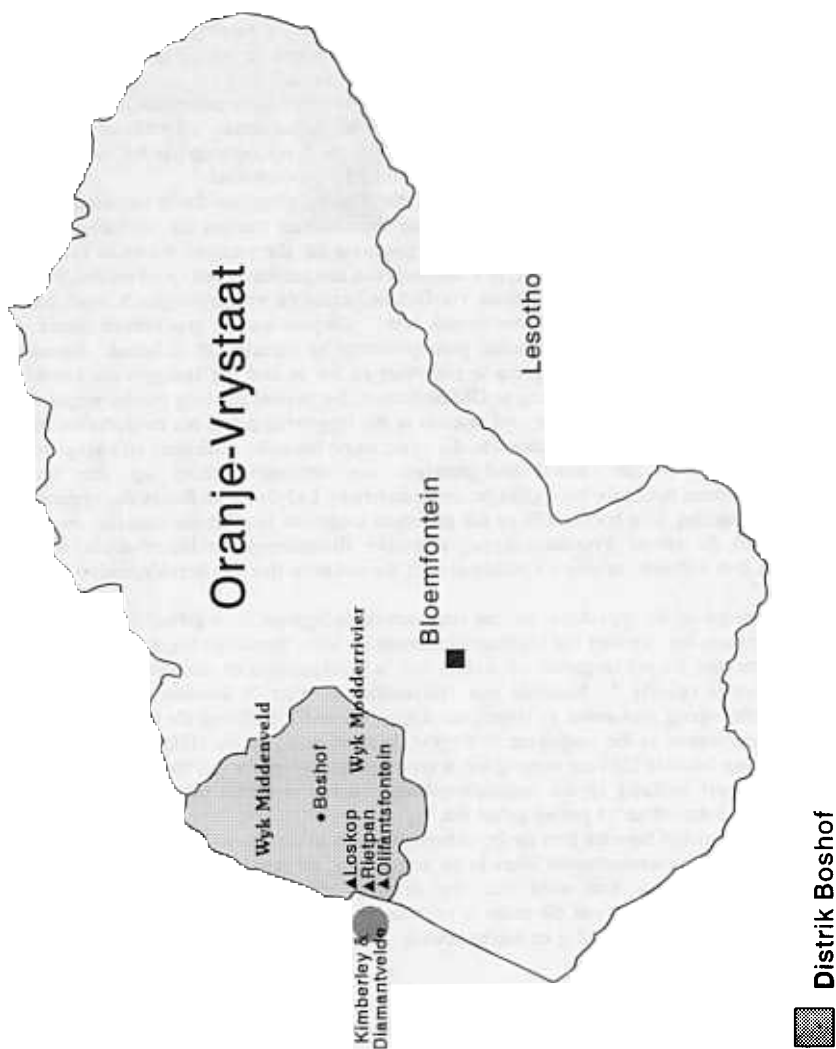 Oranje-Vrystaat
Lesotho
Bloemfontein
Wyk Middenveld
Boshof
Wyk Modderrivier
Loskop
Rietpan
Olifantsfontein
Kimberley &
Diamantvelde
Distrik Boshof